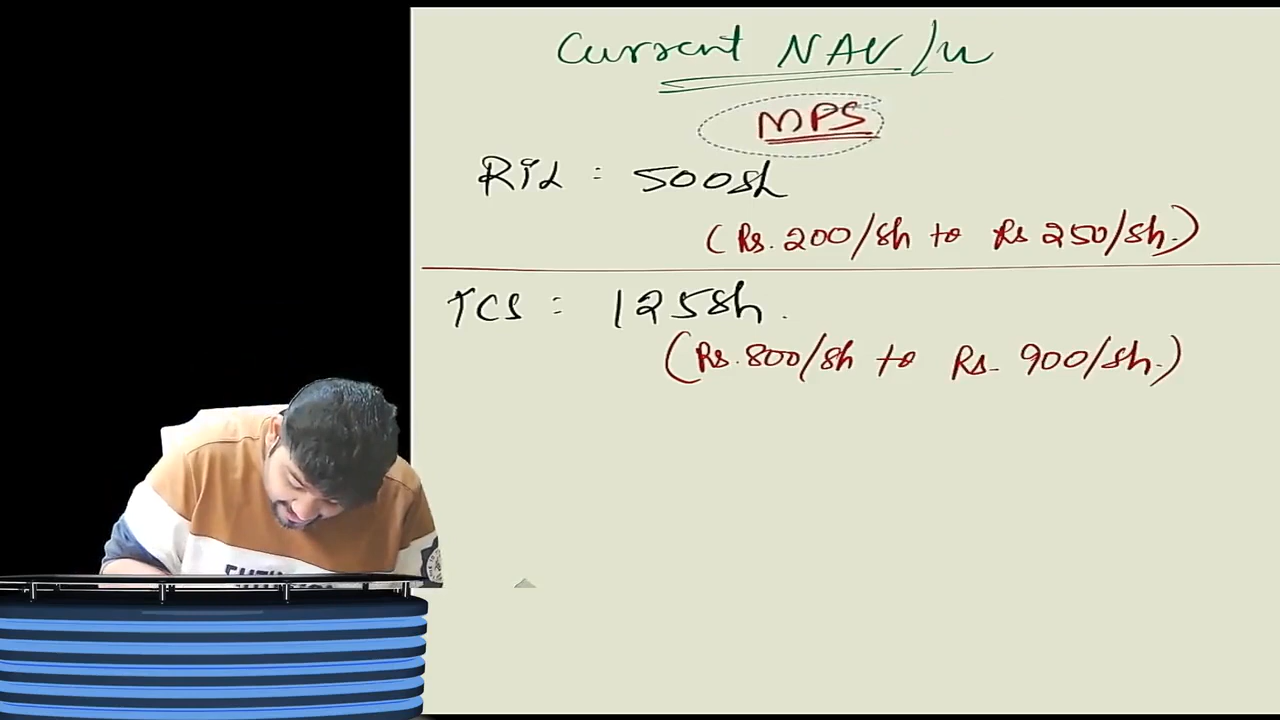 Current NAV/u
MPS
RIL : 500sh
(Rs. 200/sh to Rs 250/sh.)
TCS : 125sh.
(Rs. 800/sh to Rs. 900/sh.)